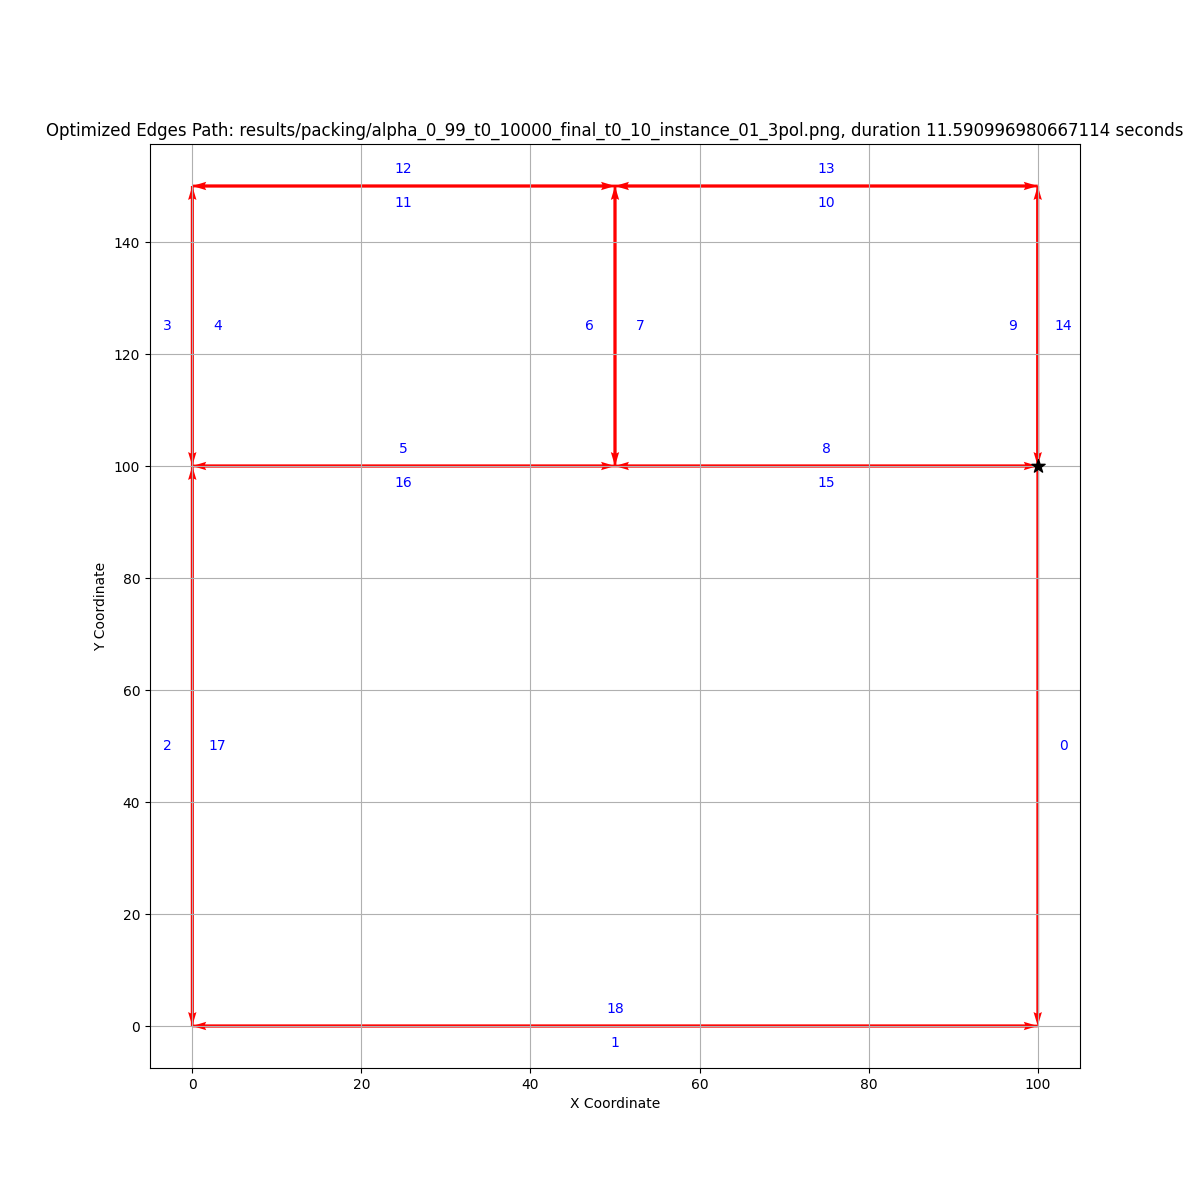 Optimized Edges Path: results/packing/alpha_0_99_t0_10000_final_t0_10_instance_01_3pol.png, duration 11.590996980667114 seconds
12 13
11 10
140
3 4 6 7 9 14
120
5 8
100
16 15
80
Y Coordinate
60
2 17 0
40
20
18
0
1
0 20 40 60 80 100
X Coordinate